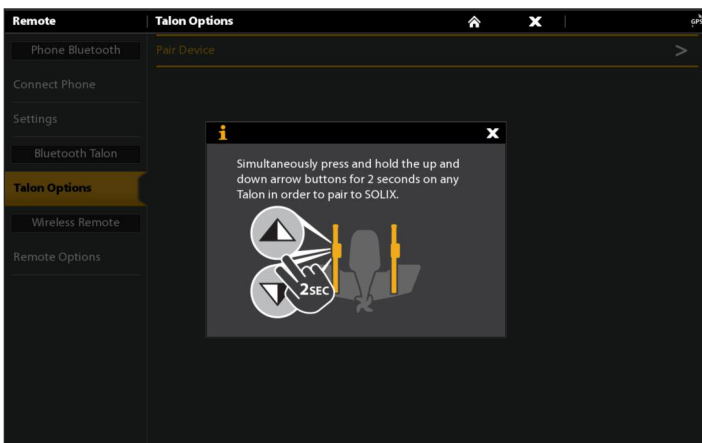 Remote
Talon Options
GPS
Phone Bluetooth
Pair Device
Connect Phone
Settings
Bluetooth Talon
Talon Options
Wireless Remote
Remote Options
i
X
Simultaneously press and hold the up and
down arrow buttons for 2 seconds on any
Talon in order to pair to SOLIX.
2SEC